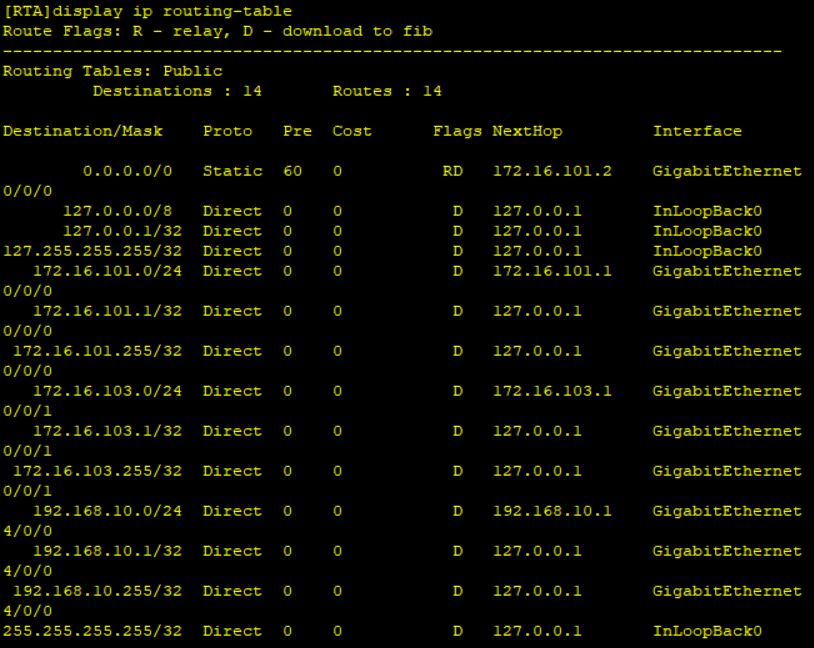 [RTA]display ip routing-table
Route Flags: R - relay, D - download to fib
------------------------------------------------------------------------------
Routing Tables: Public
         Destinations : 14       Routes : 14

Destination/Mask    Proto   Pre  Cost      Flags NextHop         Interface

        0.0.0.0/0   Static  60   0          RD   172.16.101.2    GigabitEthernet
0/0/0
      127.0.0.0/8   Direct  0    0           D   127.0.0.1       InLoopBack0
      127.0.0.1/32  Direct  0    0           D   127.0.0.1       InLoopBack0
127.255.255.255/32  Direct  0    0           D   127.0.0.1       InLoopBack0
   172.16.101.0/24  Direct  0    0           D   172.16.101.1    GigabitEthernet
0/0/0
   172.16.101.1/32  Direct  0    0           D   127.0.0.1       GigabitEthernet
0/0/0
 172.16.101.255/32  Direct  0    0           D   127.0.0.1       GigabitEthernet
0/0/0
   172.16.103.0/24  Direct  0    0           D   172.16.103.1    GigabitEthernet
0/0/1
   172.16.103.1/32  Direct  0    0           D   127.0.0.1       GigabitEthernet
0/0/1
 172.16.103.255/32  Direct  0    0           D   127.0.0.1       GigabitEthernet
0/0/1
   192.168.10.0/24  Direct  0    0           D   192.168.10.1    GigabitEthernet
4/0/0
   192.168.10.1/32  Direct  0    0           D   127.0.0.1       GigabitEthernet
4/0/0
 192.168.10.255/32  Direct  0    0           D   127.0.0.1       GigabitEthernet
4/0/0
255.255.255.255/32  Direct  0    0           D   127.0.0.1       InLoopBack0